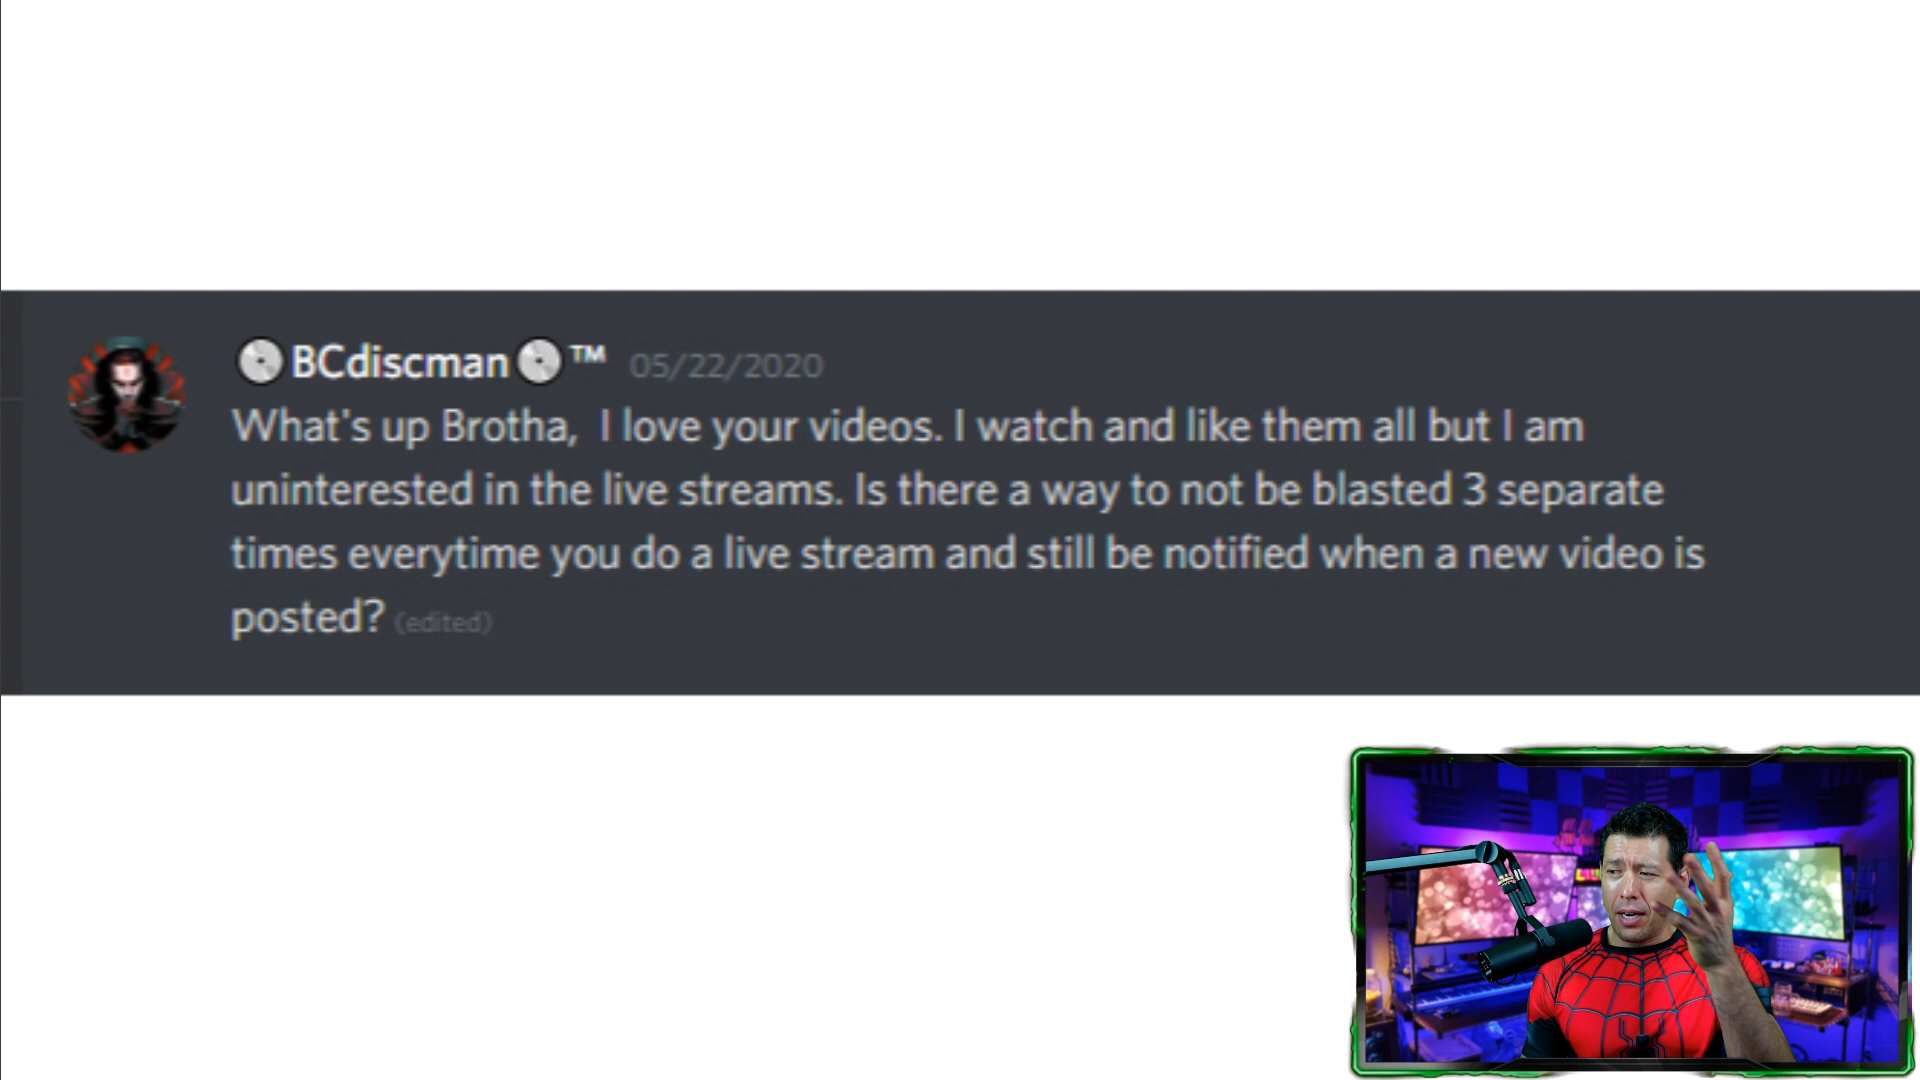 💿BCdiscman💿™ 05/22/2020
What's up Brotha,  I love your videos. I watch and like them all but I am
uninterested in the live streams. Is there a way to not be blasted 3 separate
times everytime you do a live stream and still be notified when a new video is
posted? (edited)